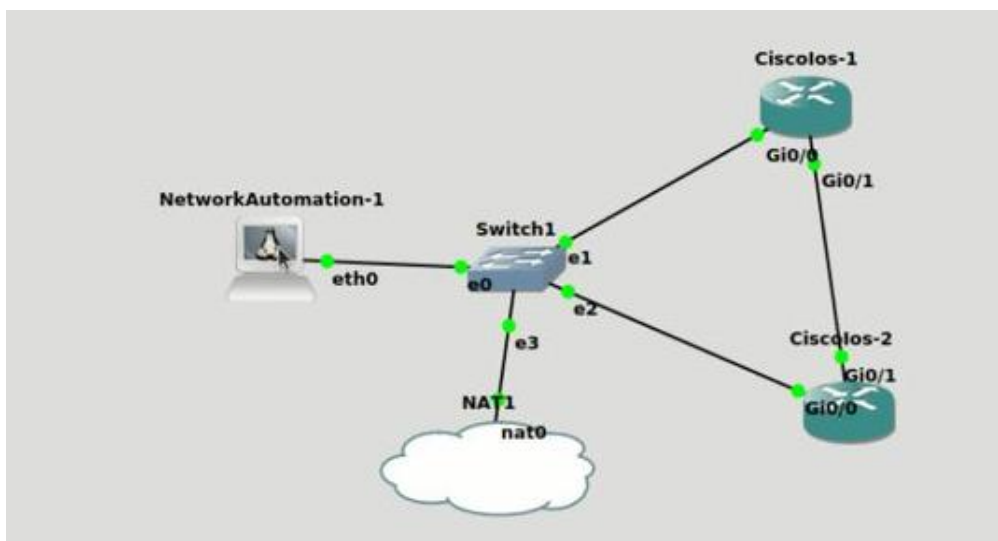 CiscoIos-1
Gi0/0
Gi0/1
NetworkAutomation-1
eth0
Switch1
e0
e1
e2
e3
CiscoIos-2
Gi0/1
Gi0/0
NAT1
nat0